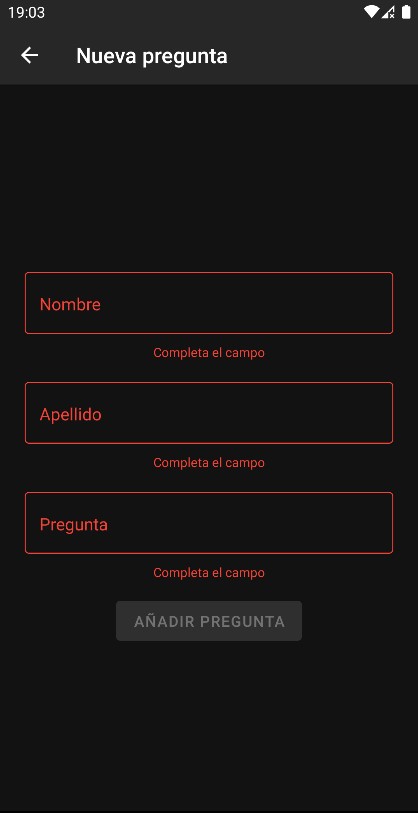 19:03
Nueva pregunta
Nombre
Completa el campo
Apellido
Completa el campo
Pregunta
Completa el campo
AÑADIR PREGUNTA